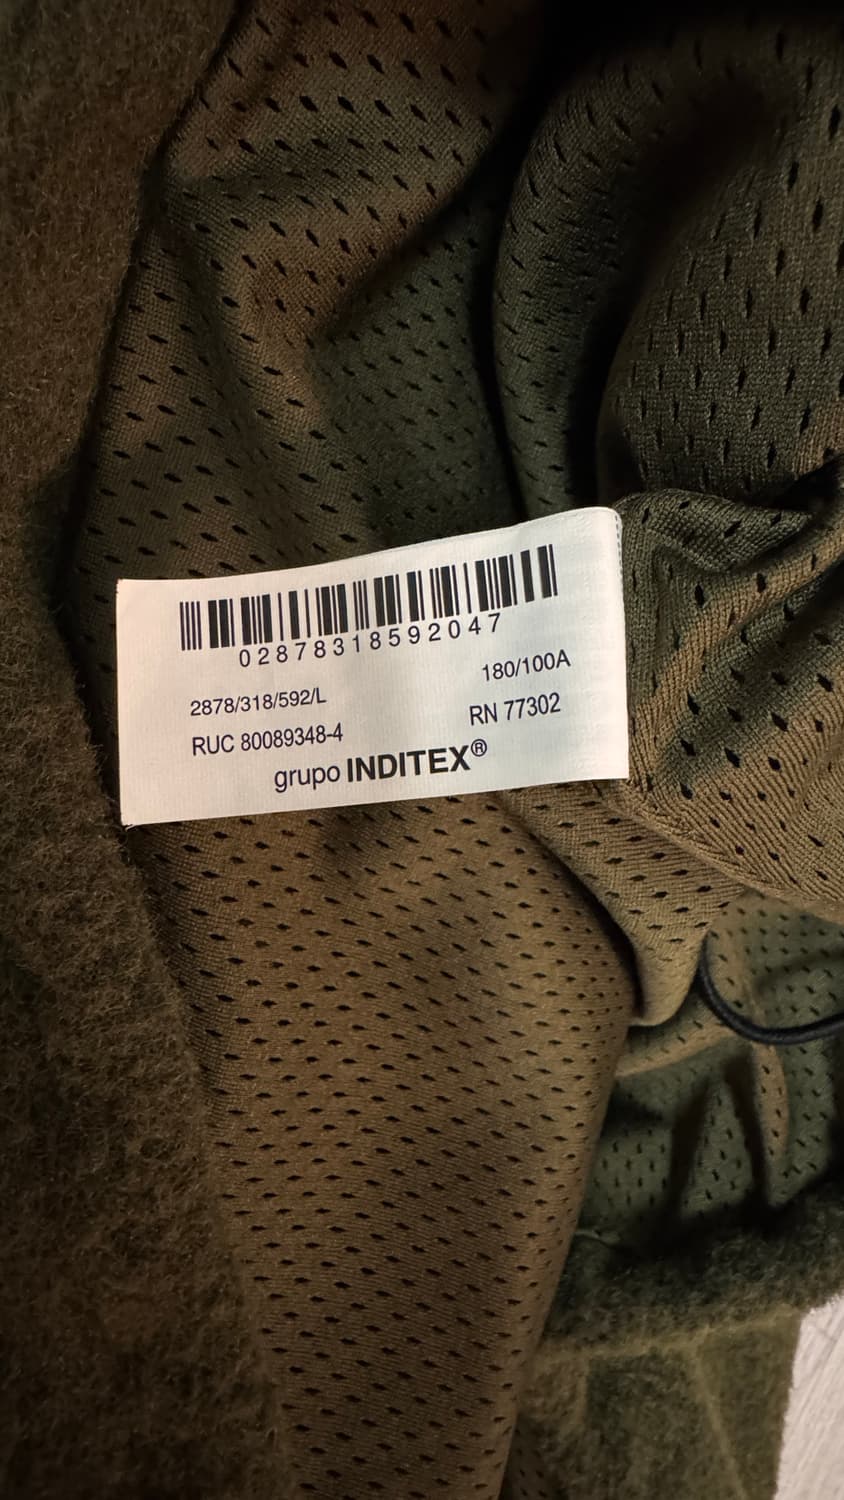 02878318592047
180/100A
2878/318/592/L
RN 77302
RUC 80089348-4
grupo INDITEX®